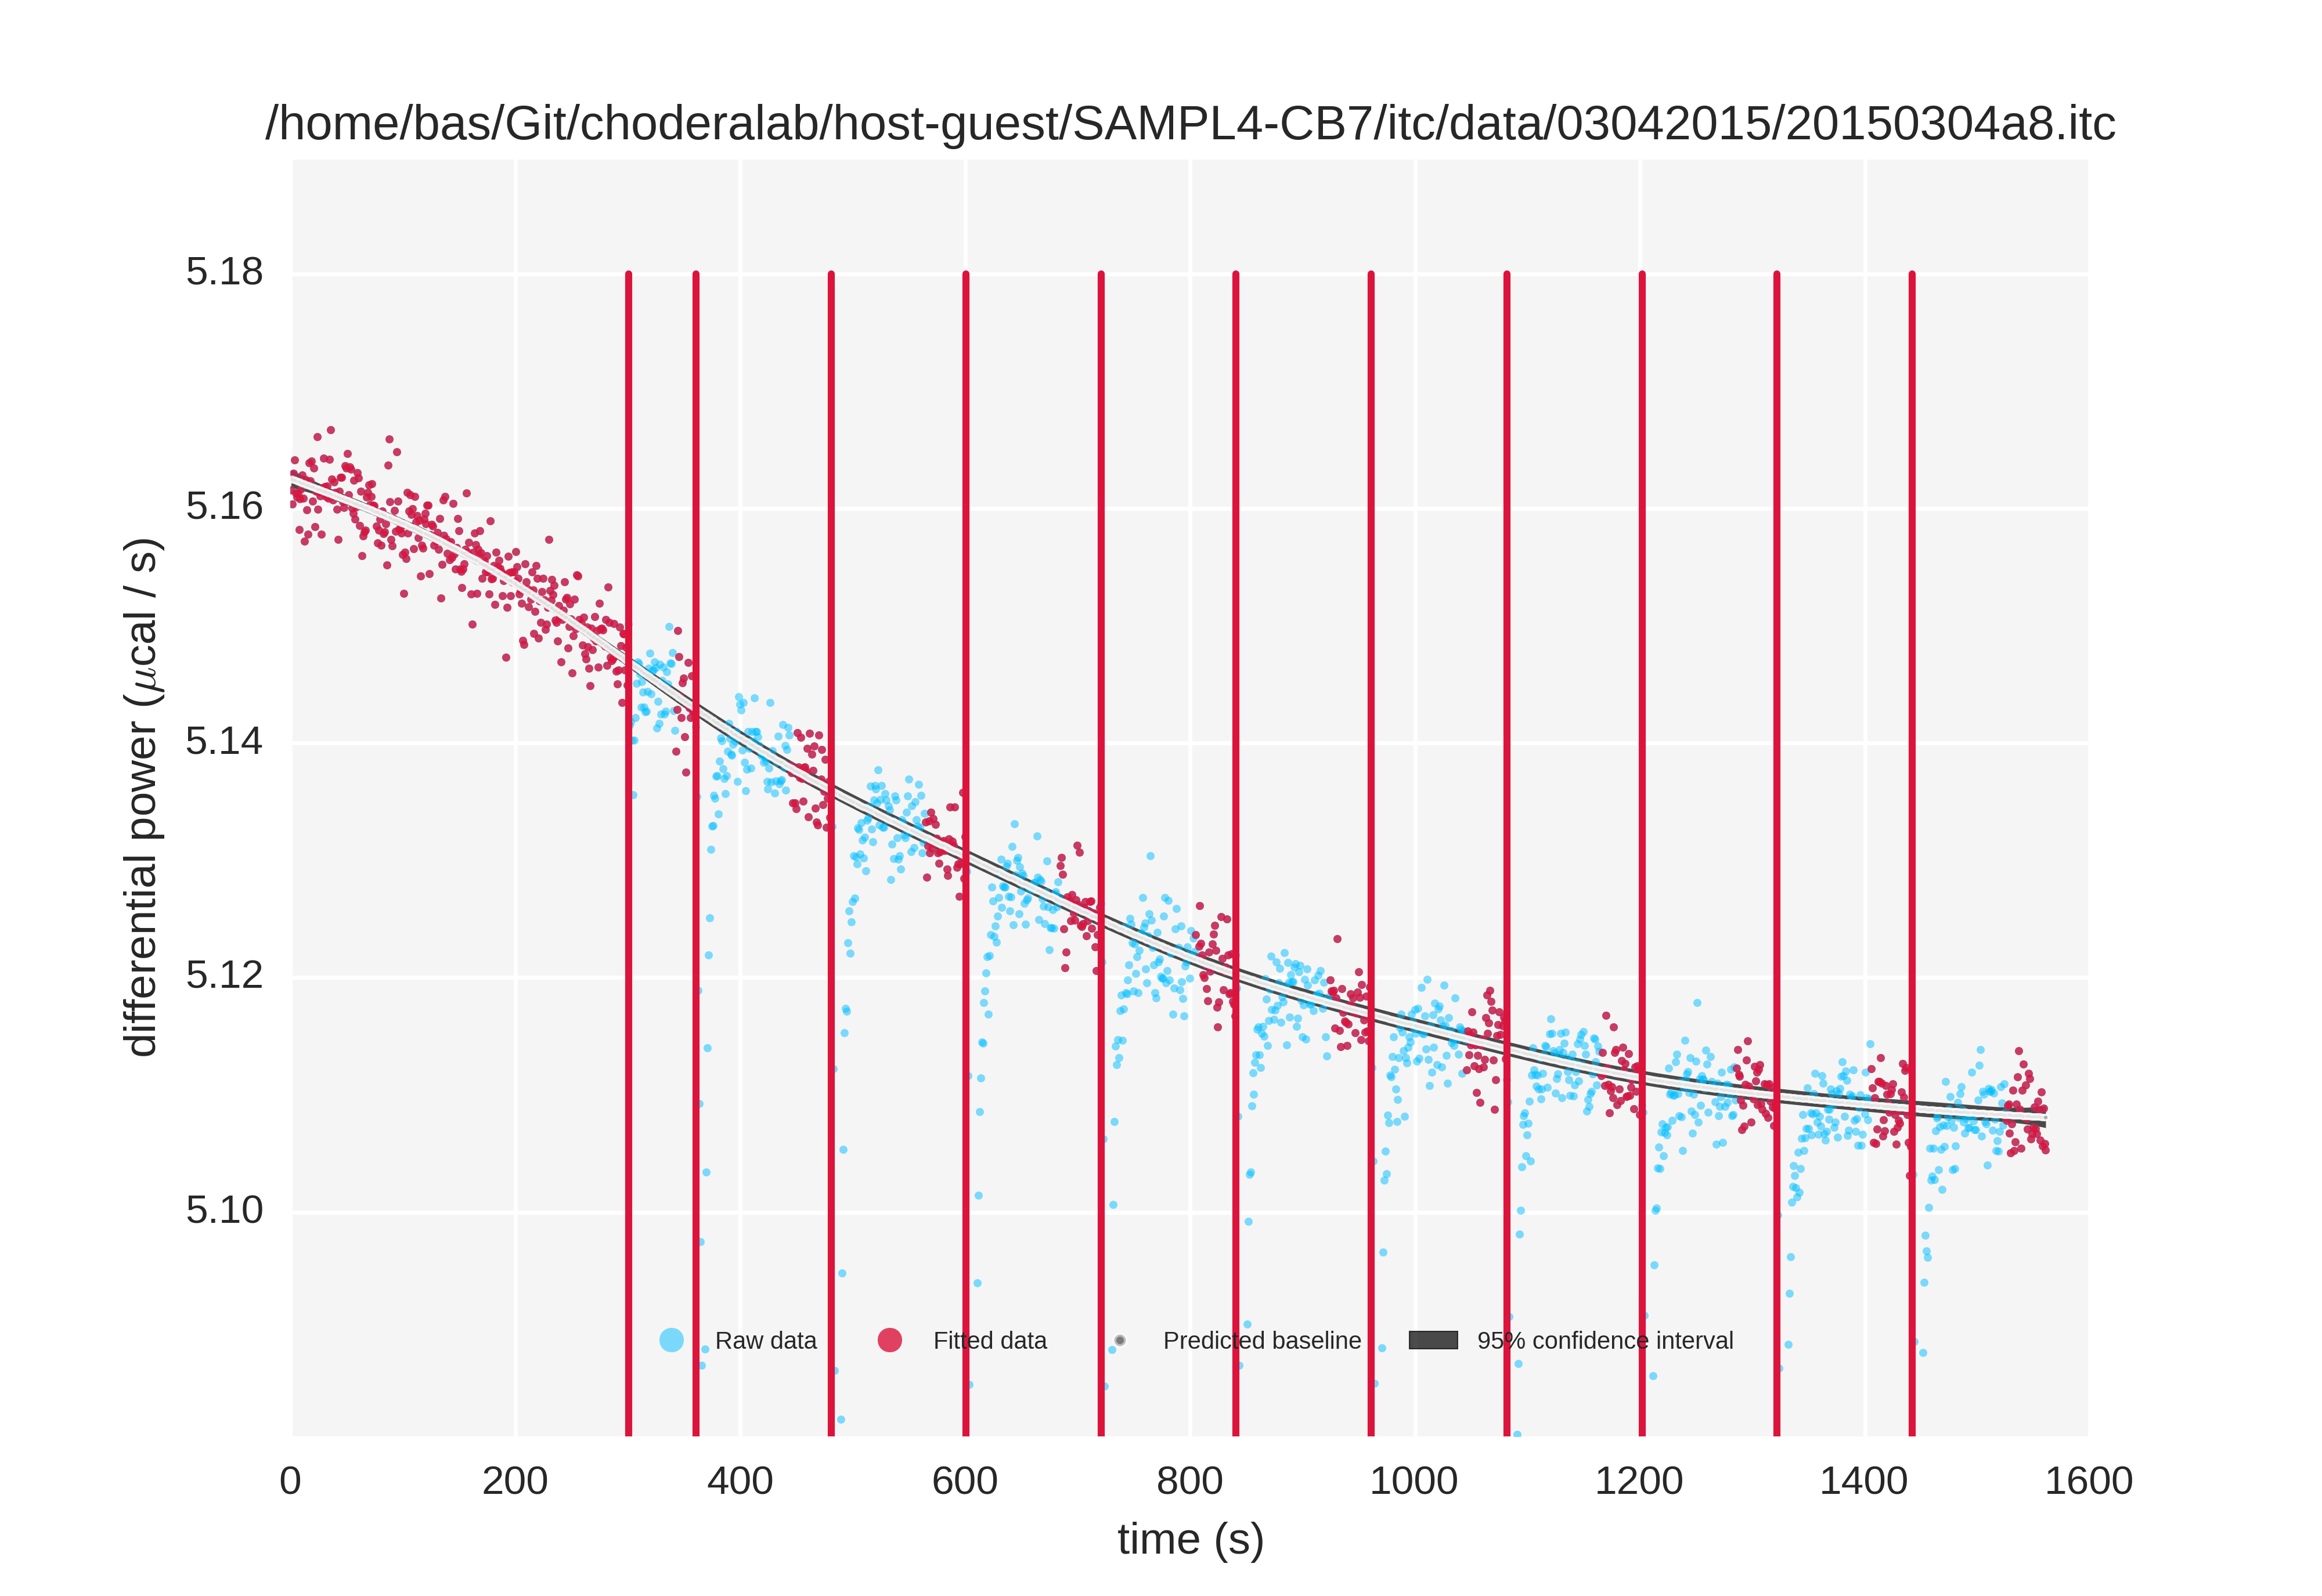 /home/bas/Git/choderalab/host-guest/SAMPL4-CB7/itc/data/03042015/20150304a8.itc
5.18
5.16
5.14
5.12
5.10
differential power (μcal / s)
Raw data
Fitted data
Predicted baseline
95% confidence interval
0 200 400 600 800 1000 1200 1400 1600
time (s)